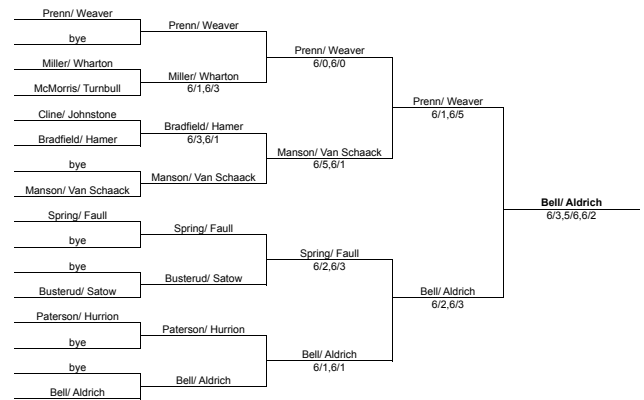 Prenn/ Weaver
bye
Miller/ Wharton
McMorris/ Turnbull
Cline/ Johnstone
Bradfield/ Hamer
bye
Manson/ Van Schaack
Spring/ Faull
bye
bye
Busterud/ Satow
Paterson/ Hurrion
bye
bye
Bell/ Aldrich
Prenn/ Weaver
Miller/ Wharton
6/1,6/3
Bradfield/ Hamer
6/3,6/1
Manson/ Van Schaack
Spring/ Faull
Busterud/ Satow
Paterson/ Hurrion
Bell/ Aldrich
Prenn/ Weaver
6/0,6/0
Manson/ Van Schaack
6/5,6/1
Spring/ Faull
6/2,6/3
Bell/ Aldrich
6/1,6/1
Prenn/ Weaver
6/1,6/5
Bell/ Aldrich
6/2,6/3
Bell/ Aldrich
6/3,5/6,6/2